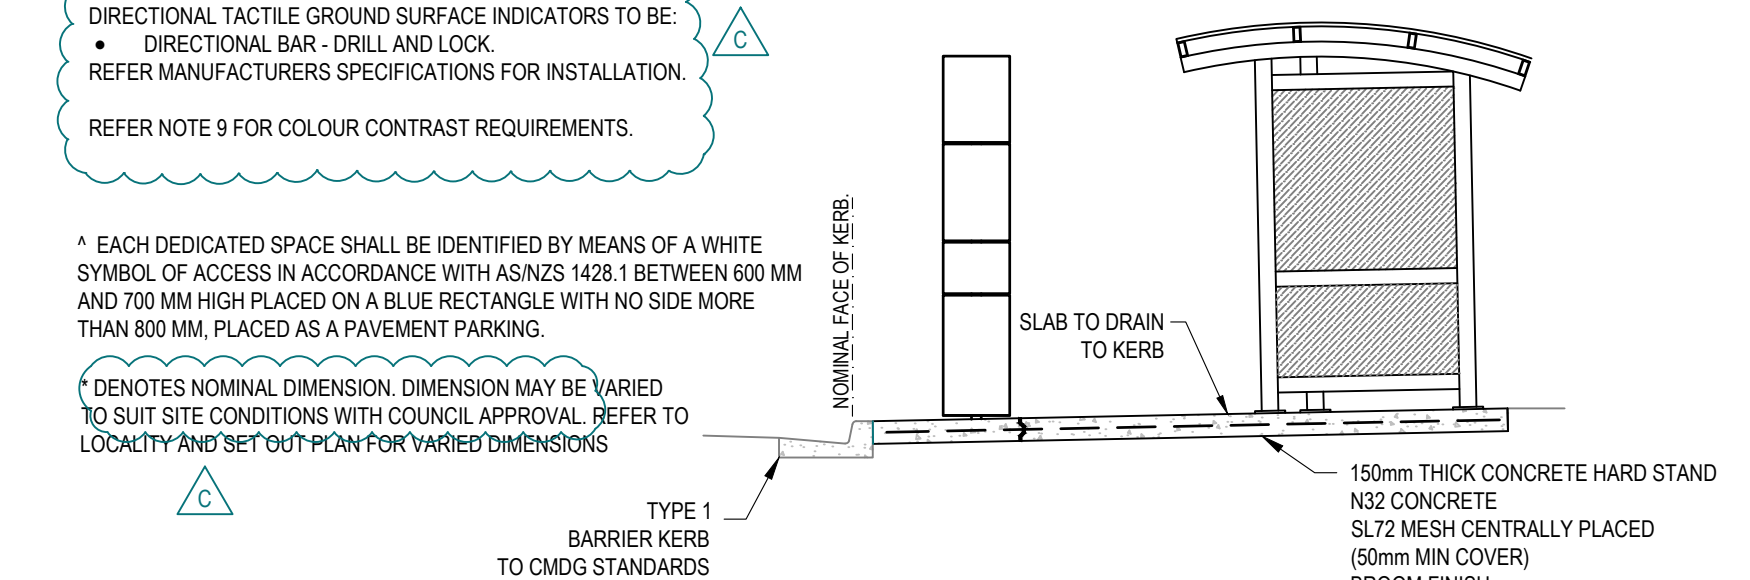 DIRECTIONAL TACTILE GROUND SURFACE INDICATORS TO BE:
• DIRECTIONAL BAR - DRILL AND LOCK.
REFER MANUFACTURERS SPECIFICATIONS FOR INSTALLATION.
REFER NOTE 9 FOR COLOUR CONTRAST REQUIREMENTS.
C
^ EACH DEDICATED SPACE SHALL BE IDENTIFIED BY MEANS OF A WHITE
SYMBOL OF ACCESS IN ACCORDANCE WITH AS/NZS 1428.1 BETWEEN 600 MM
AND 700 MM HIGH PLACED ON A BLUE RECTANGLE WITH NO SIDE MORE
THAN 800 MM, PLACED AS A PAVEMENT PARKING.
* DENOTES NOMINAL DIMENSION. DIMENSION MAY BE VARIED
TO SUIT SITE CONDITIONS WITH COUNCIL APPROVAL. REFER TO
LOCALITY AND SET OUT PLAN FOR VARIED DIMENSIONS
C
NOMINAL FACE OF KERB.
SLAB TO DRAIN
TO KERB
TYPE 1
BARRIER KERB
TO CMDG STANDARDS
150mm THICK CONCRETE HARD STAND
N32 CONCRETE
SL72 MESH CENTRALLY PLACED
(50mm MIN COVER)
BROOM FINISH